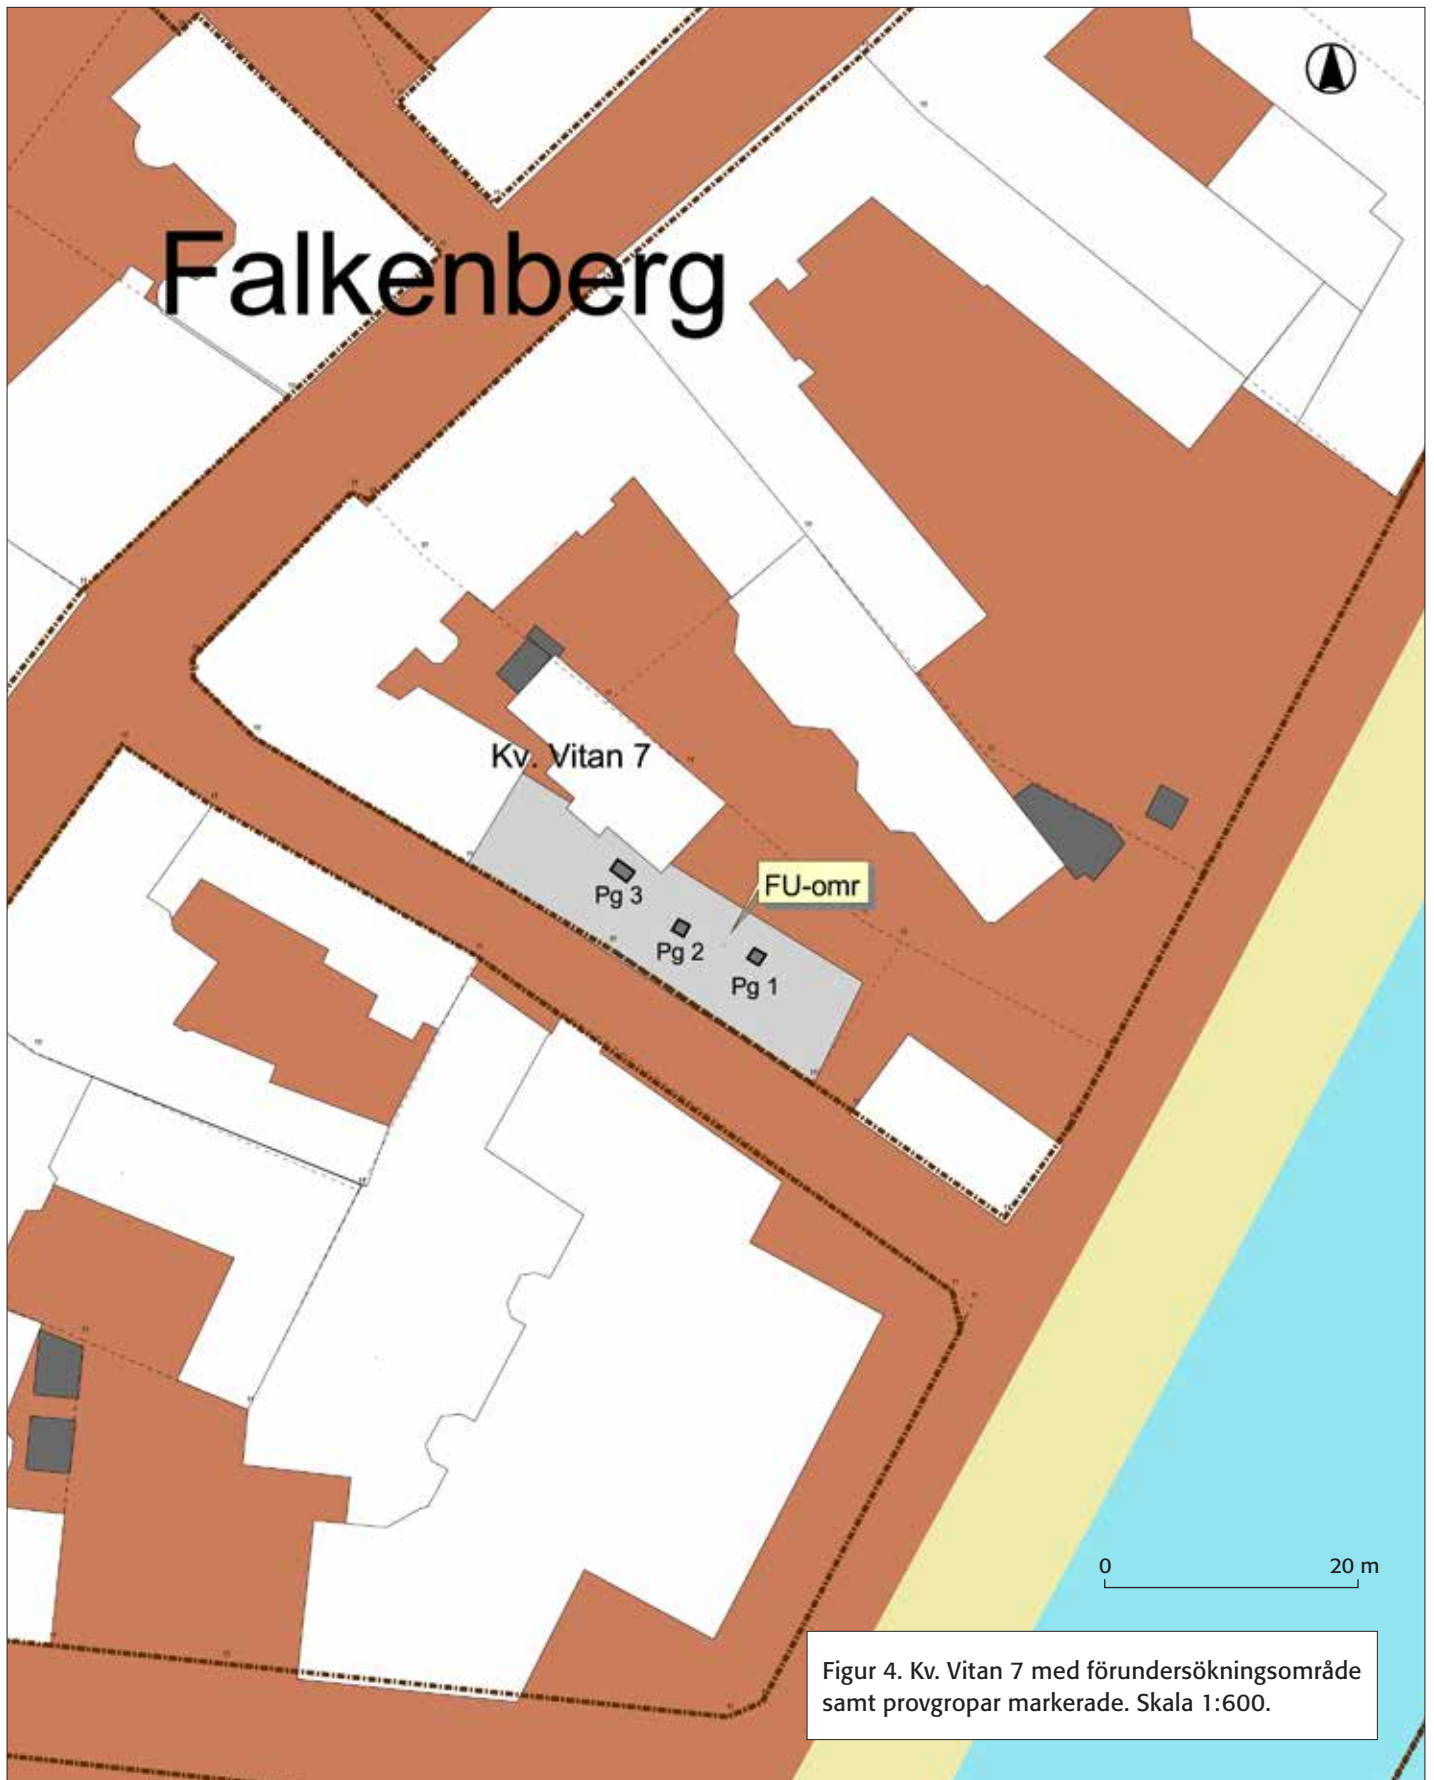 Falkenberg
Kv. Vitan 7
FU-omr
Pg 3
Pg 2
Pg 1
0 20 m
Figur 4. Kv. Vitan 7 med förundersökningsområde
samt provgropar markerade. Skala 1:600.